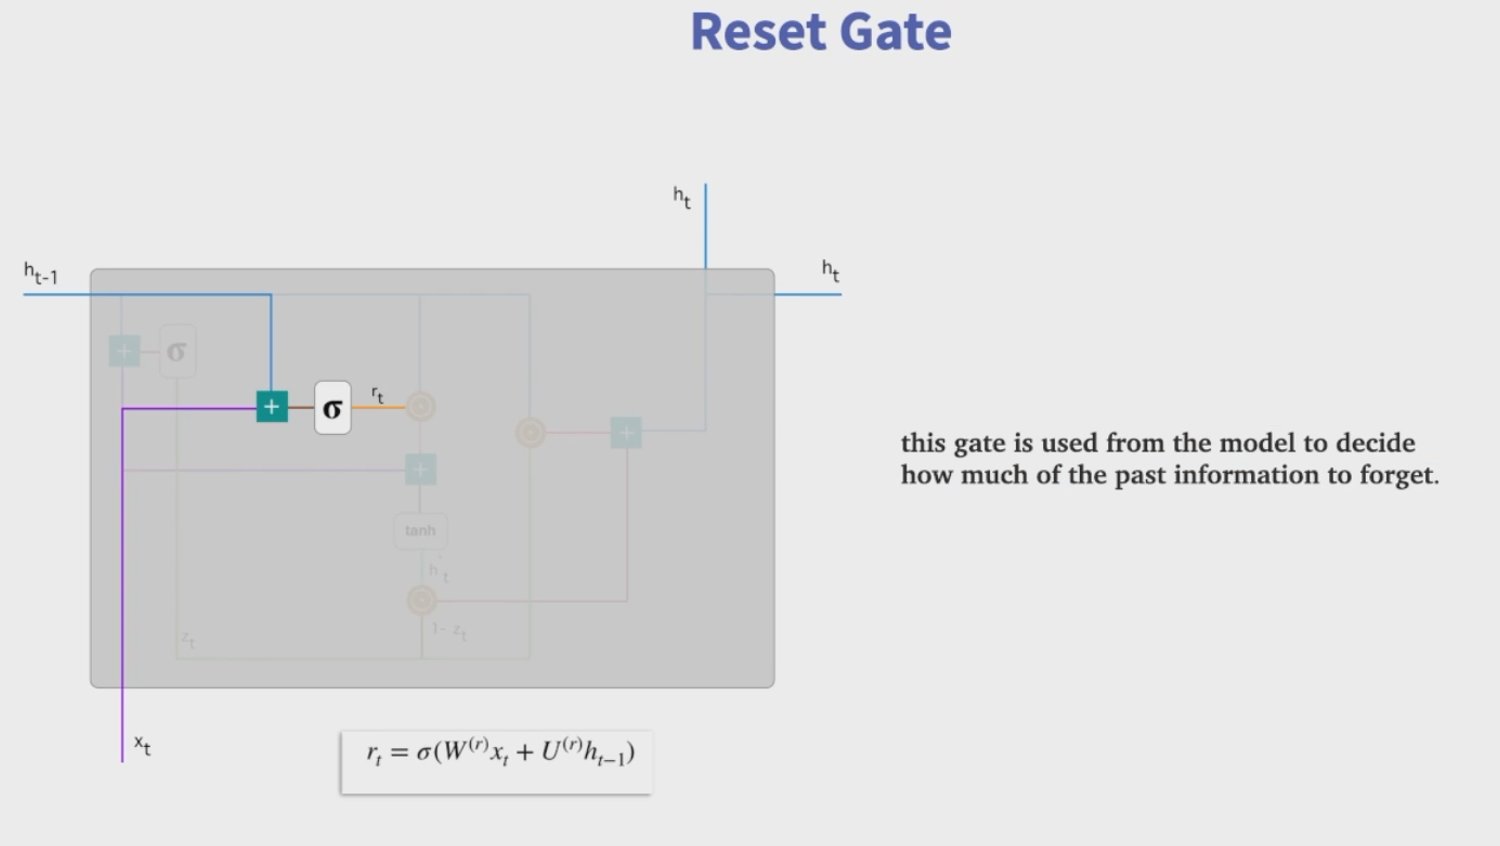 Reset Gate
h_t
h_{t-1}
h_t
+
σ
+
σ
r_t
+
this gate is used from the model to decide
how much of the past information to forget.
+
tanh
h'_t
1- z_t
z_t
x_t
r_t = σ(W^{(r)}x_t + U^{(r)}h_{t−1})